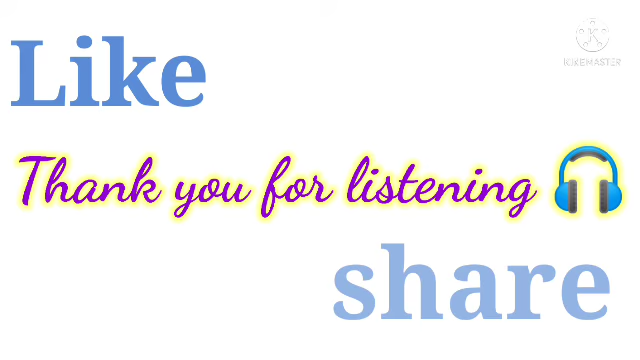 Like
KINEMASTER
Thank you for listening 🎧
share